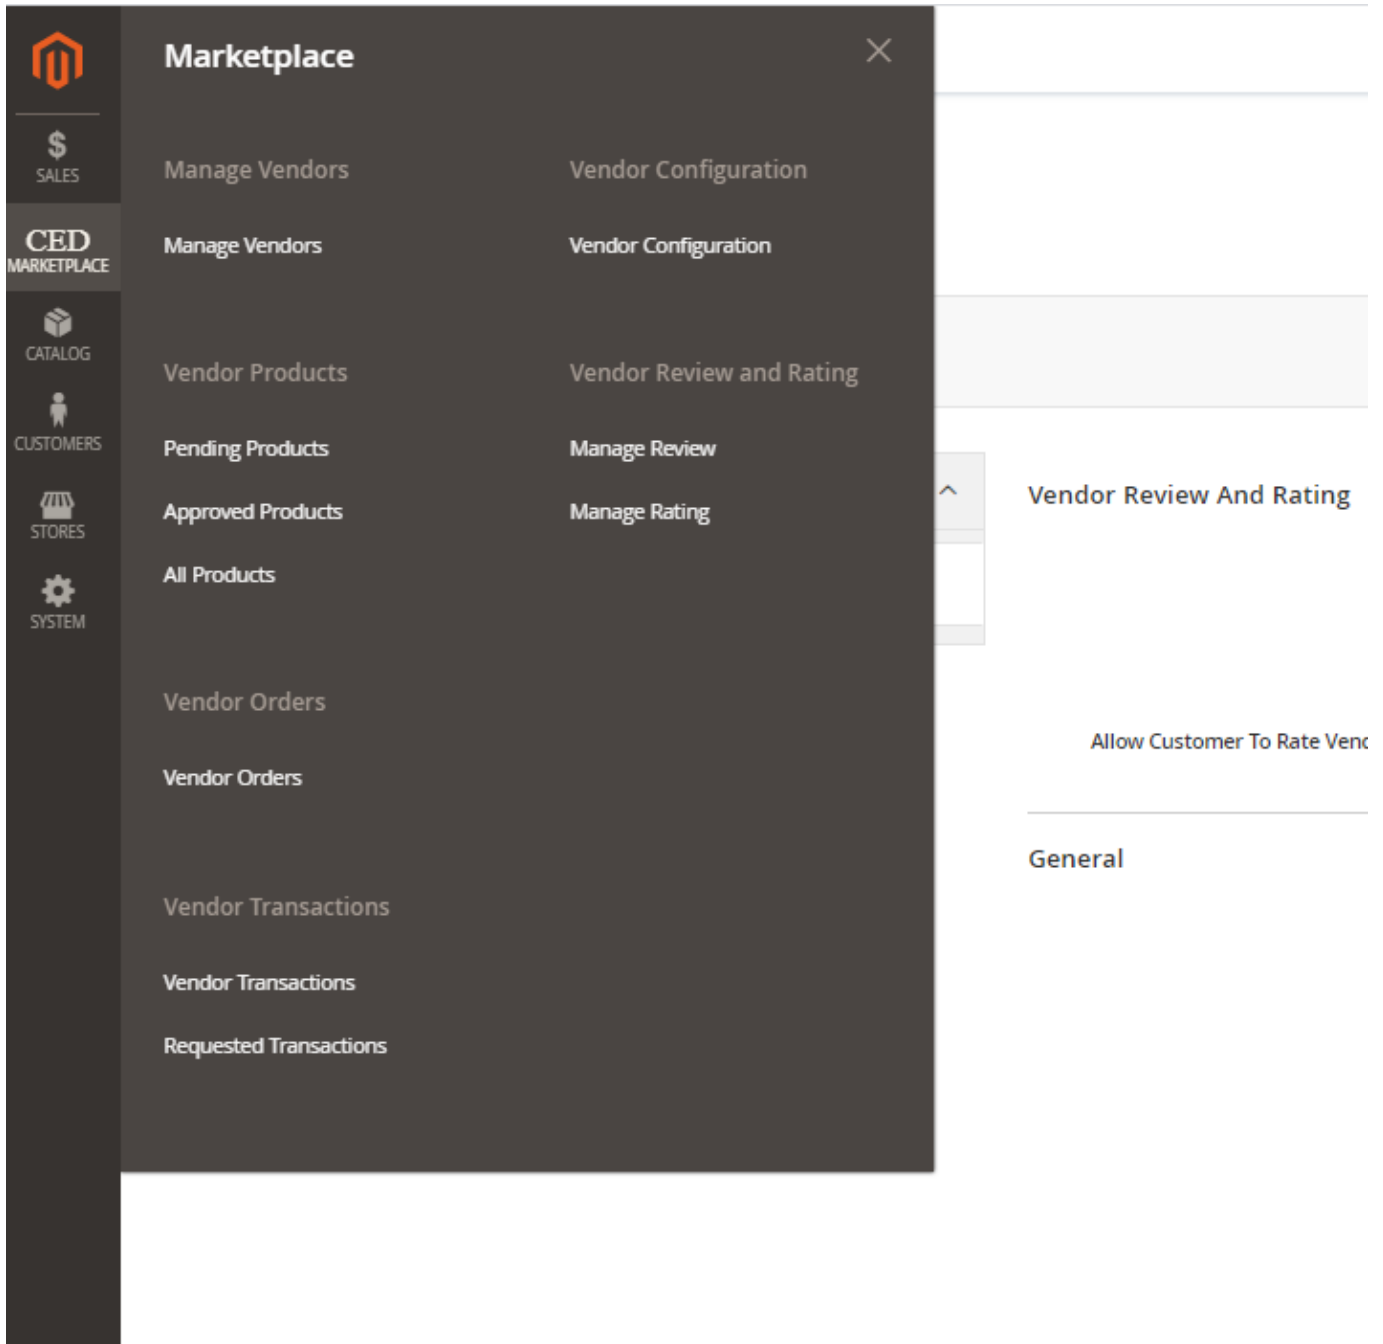 $
SALES
CED
MARKETPLACE
CATALOG
CUSTOMERS
STORES
SYSTEM
Marketplace
Manage Vendors
Manage Vendors
Vendor Products
Pending Products
Approved Products
All Products
Vendor Orders
Vendor Orders
Vendor Transactions
Vendor Transactions
Requested Transactions
Vendor Configuration
Vendor Configuration
Vendor Review and Rating
Manage Review
Manage Rating
Vendor Review And Rating
Allow Customer To Rate
General